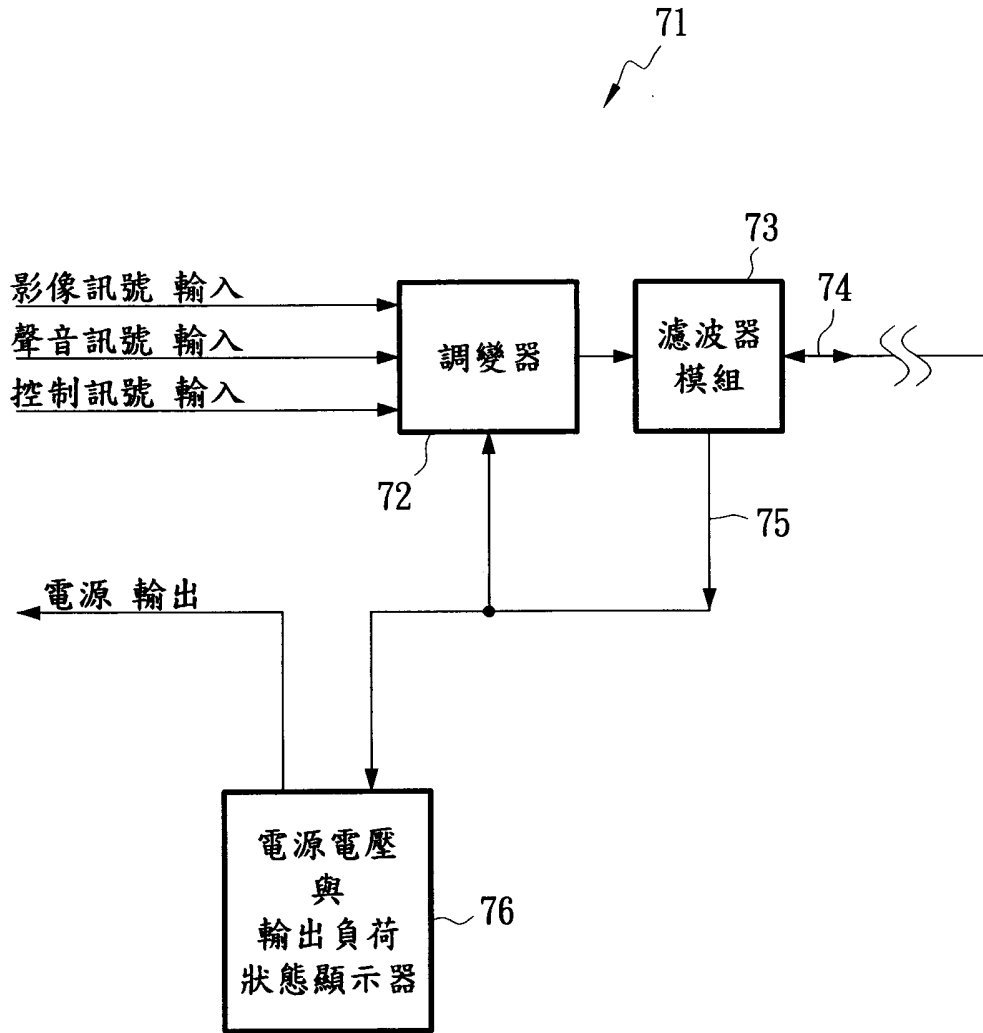 71
73
74
影像訊號 輸入
聲音訊號 輸入
控制訊號 輸入
調變器
濾波器
模組
72
75
電源 輸出
電源電壓
與
輸出負荷
狀態顯示器
76